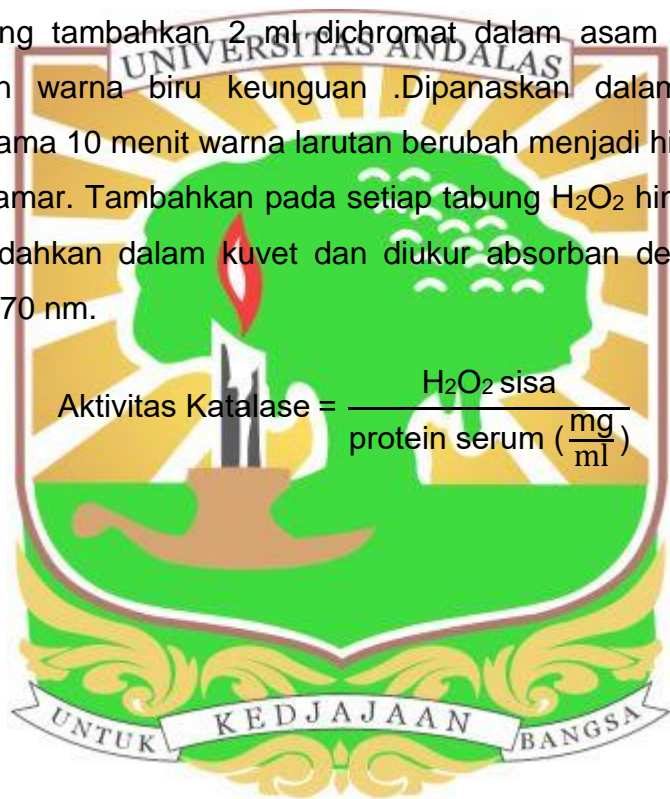 ng tambahkan 2 ml dichromat dalam asam
UNIVERSITAS ANDALAS
n warna biru keunguan .Dipanaskan dalam
ama 10 menit warna larutan berubah menjadi hi
amar. Tambahkan pada setiap tabung H₂O₂ hin
dahkan dalam kuvet dan diukur absorban de
70 nm.
Aktivitas Katalase = H₂O₂ sisa / protein serum (mg/ml)
UNTUK KEDJAJAAN BANGSA